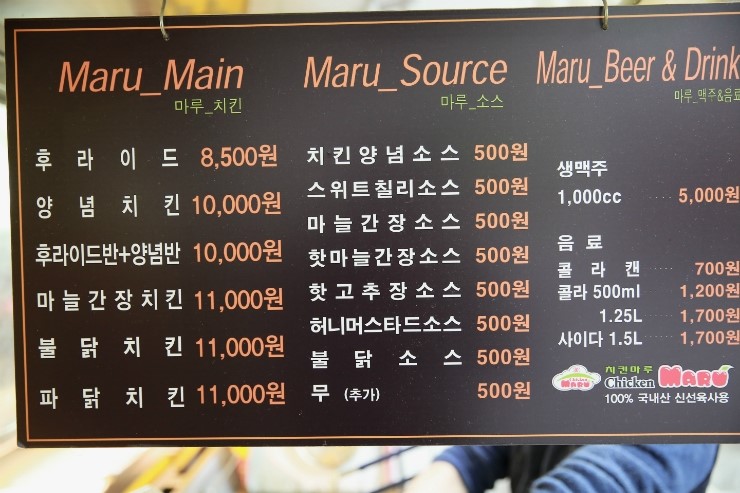 Maru_Main
마루_치킨
후라이드 8,500원
양념치킨 10,000원
후라이드반+양념반 10,000원
마늘간장치킨 11,000원
불닭치킨 11,000원
파닭치킨 11,000원
Maru_Source
마루_소스
치킨양념소스 500원
스위트칠리소스 500원
마늘간장소스 500원
핫마늘간장소스 500원
핫고추장소스 500원
허니머스타드소스 500원
불닭소스 500원
무 (추가) 500원
Maru_Beer & Drink
마루_맥주&음료
생맥주
1,000cc 5,000원
음료
콜라캔 700원
콜라 500ml 1,200원
1.25L 1,700원
사이다 1.5L 1,700원
치킨마루
Chicken MARU
100% 국내산 신선육사용